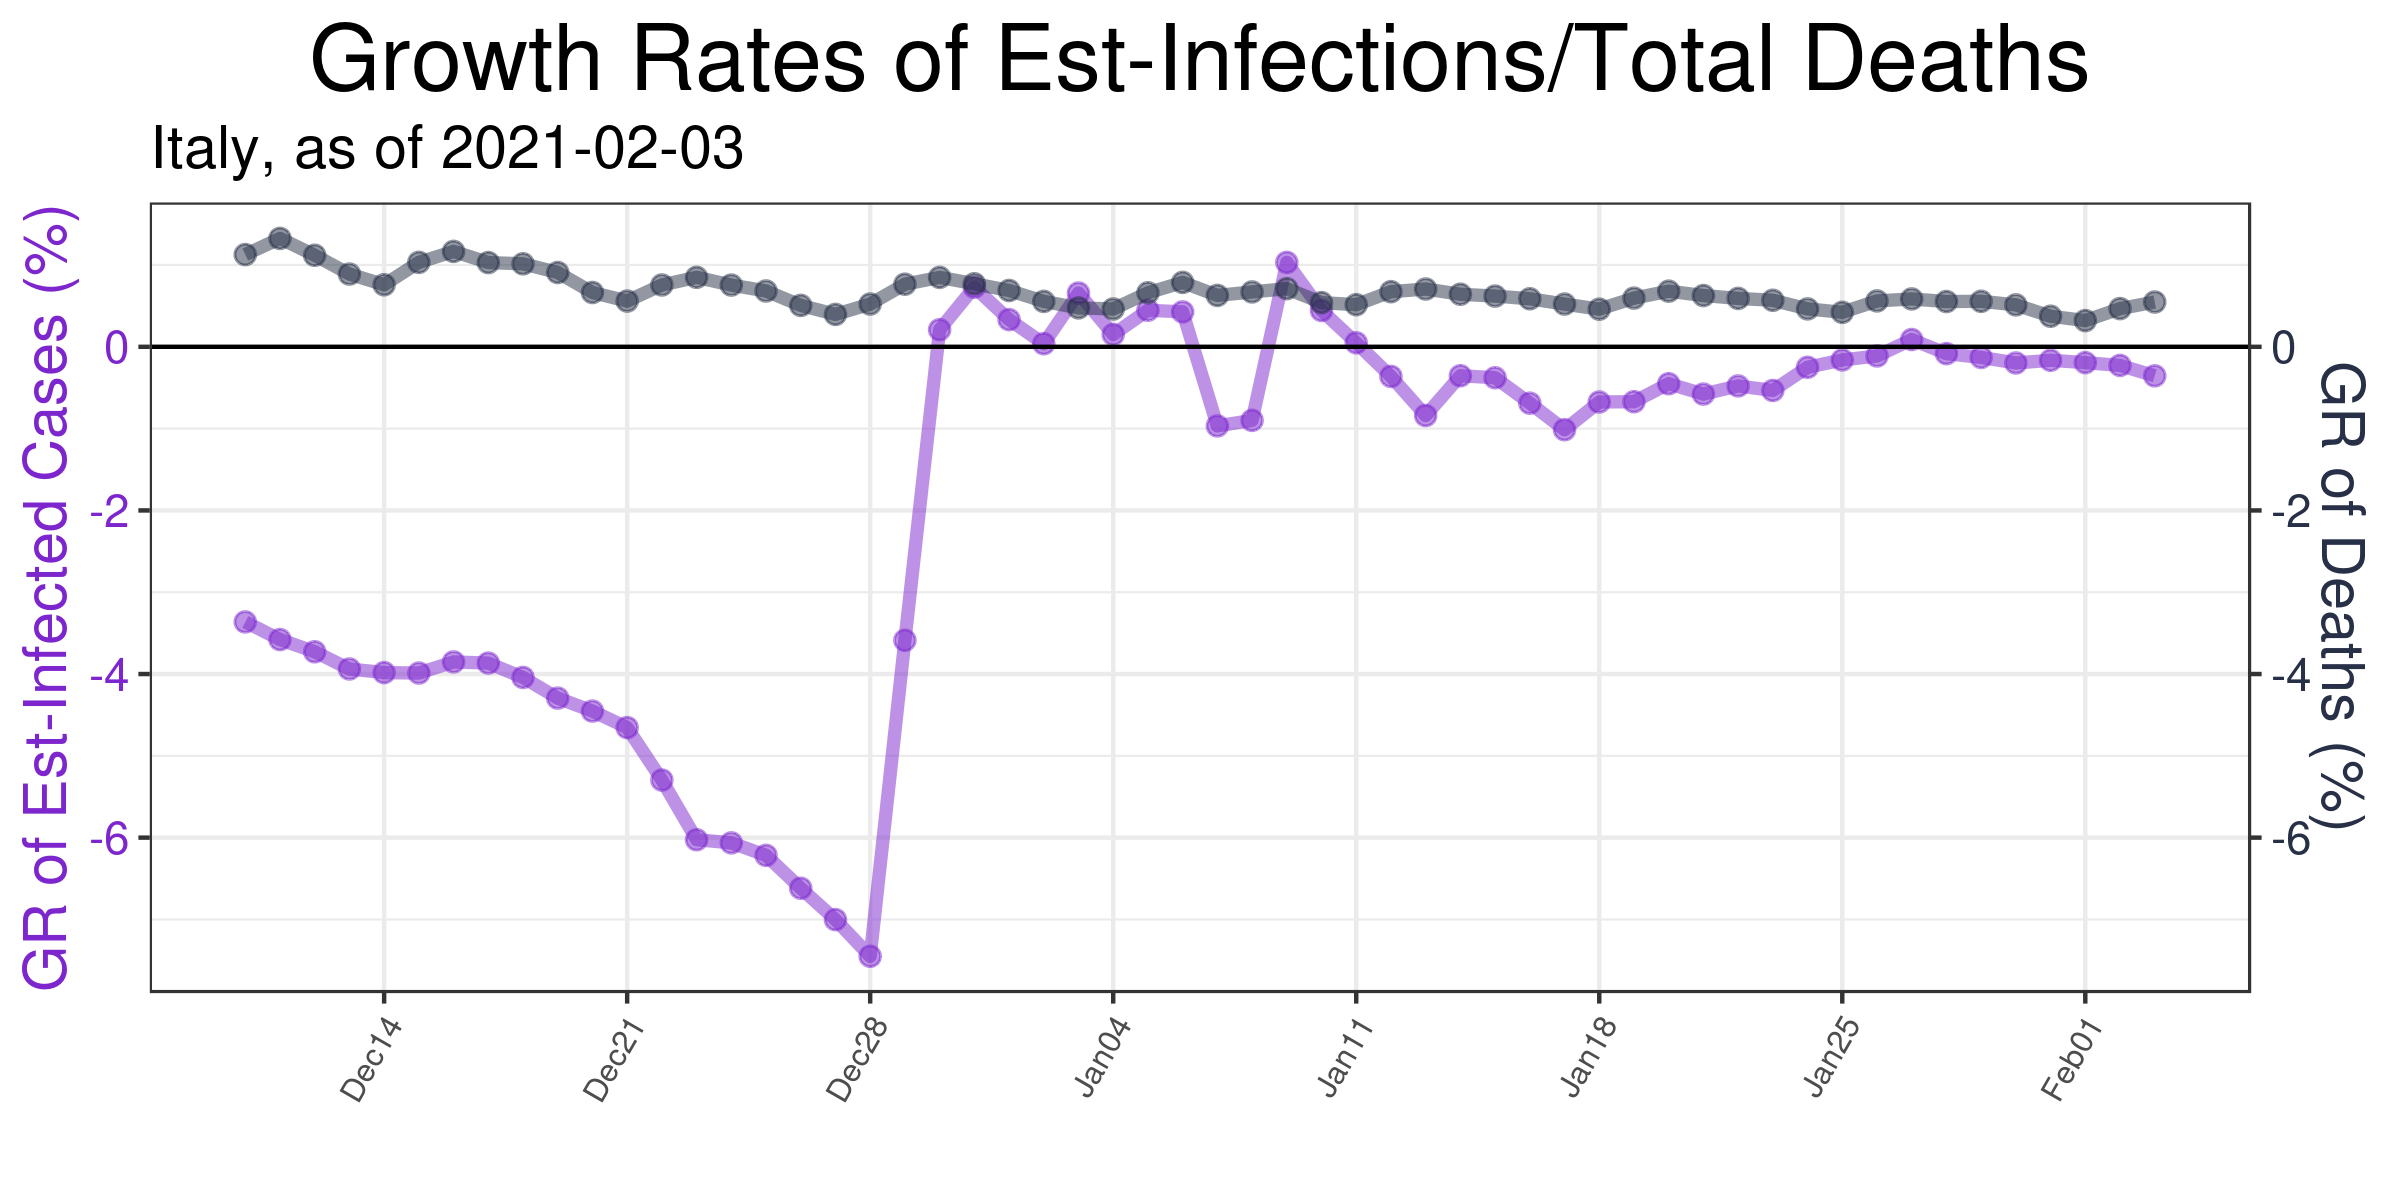 Growth Rates of Est-Infections/Total Deaths
Italy, as of 2021-02-03
GR of Est-Infected Cases (%)
0
-2
-4
-6
0
-2
-4
-6
GR of Deaths (%)
Dec14
Dec21
Dec28
Jan04
Jan11
Jan18
Jan25
Feb01